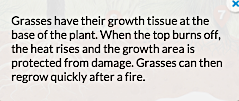 Grasses have their growth tissue at the
base of the plant. When the top burns off,
the heat rises and the growth area is
protected from damage. Grasses can then
regrow quickly after a fire.